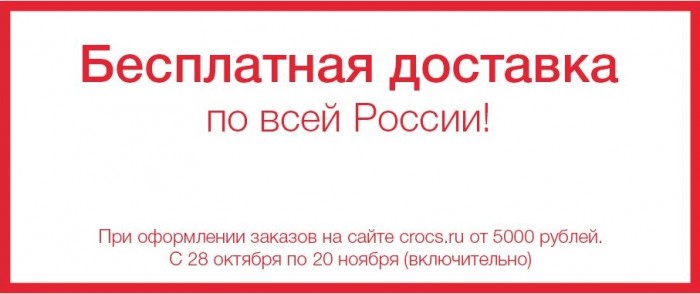 Бесплатная доставка
по всей России!
При оформлении заказов на сайте crocs.ru от 5000 рублей.
С 28 октября по 20 ноября (включительно)